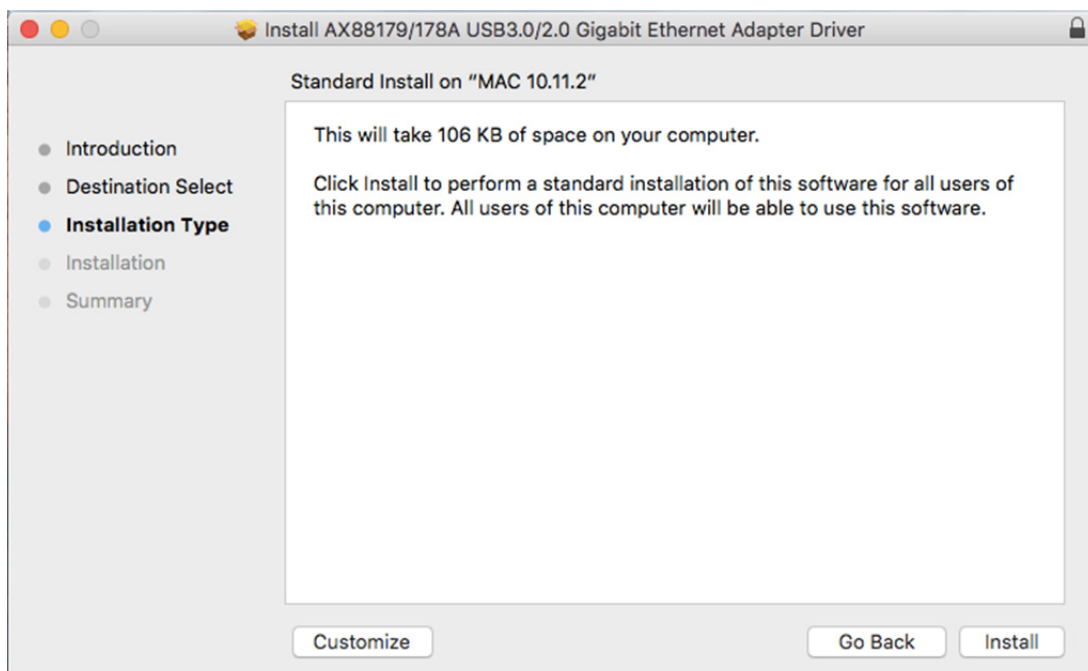 Install AX88179/178A USB3.0/2.0 Gigabit Ethernet Adapter Driver
Standard Install on “MAC 10.11.2”
Introduction
Destination Select
Installation Type
Installation
Summary
This will take 106 KB of space on your computer.
Click Install to perform a standard installation of this software for all users of
this computer. All users of this computer will be able to use this software.
Customize
Go Back
Install